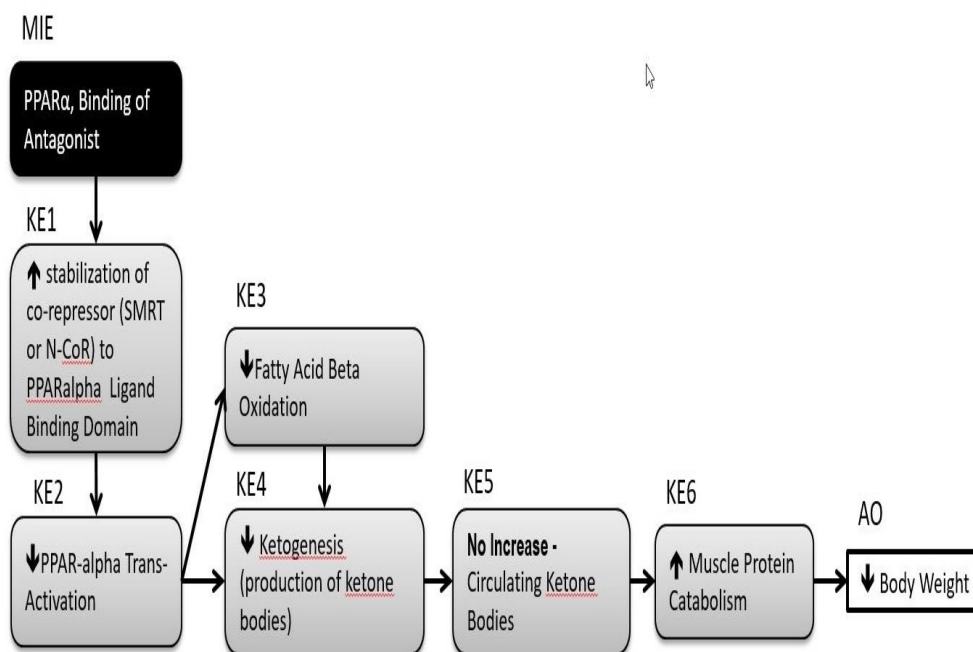 MIE
PPARα, Binding of
Antagonist
KE1
↑ stabilization of
co-repressor (SMRT
or N-CoR) to
PPARalpha Ligand
Binding Domain
KE2
↓PPAR-alpha Trans-
Activation
KE3
↓Fatty Acid Beta
Oxidation
KE4
↓ Ketogenesis
(production of ketone
bodies)
KE5
No Increase -
Circulating Ketone
Bodies
KE6
↑ Muscle Protein
Catabolism
AO
↓ Body Weight